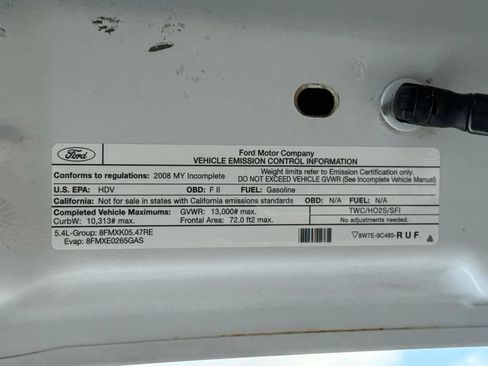 Ford
Ford Motor Company
VEHICLE EMISSION CONTROL INFORMATION
Conforms to regulations: 2008 MY Incomplete
Weight limits refer to Emission Certification only.
DO NOT EXCEED VEHICLE GVWR (See Incomplete Vehicle Manual)
U.S. EPA: HDV OBD: F II FUEL: Gasoline
California: Not for sale in states with California emissions standards OBD: N/A FUEL: N/A
Completed Vehicle Maximums: GVWR: 13,000# max. TWC/HO2S/SFI
CurbW: 10,313# max. Frontal Area: 72.0 ft2 max. No adjustments needed.
5.4L-Group: 8FMXK05.47RE
Evap: 8FMXE0265GAS
8W7E-9C485-RUF